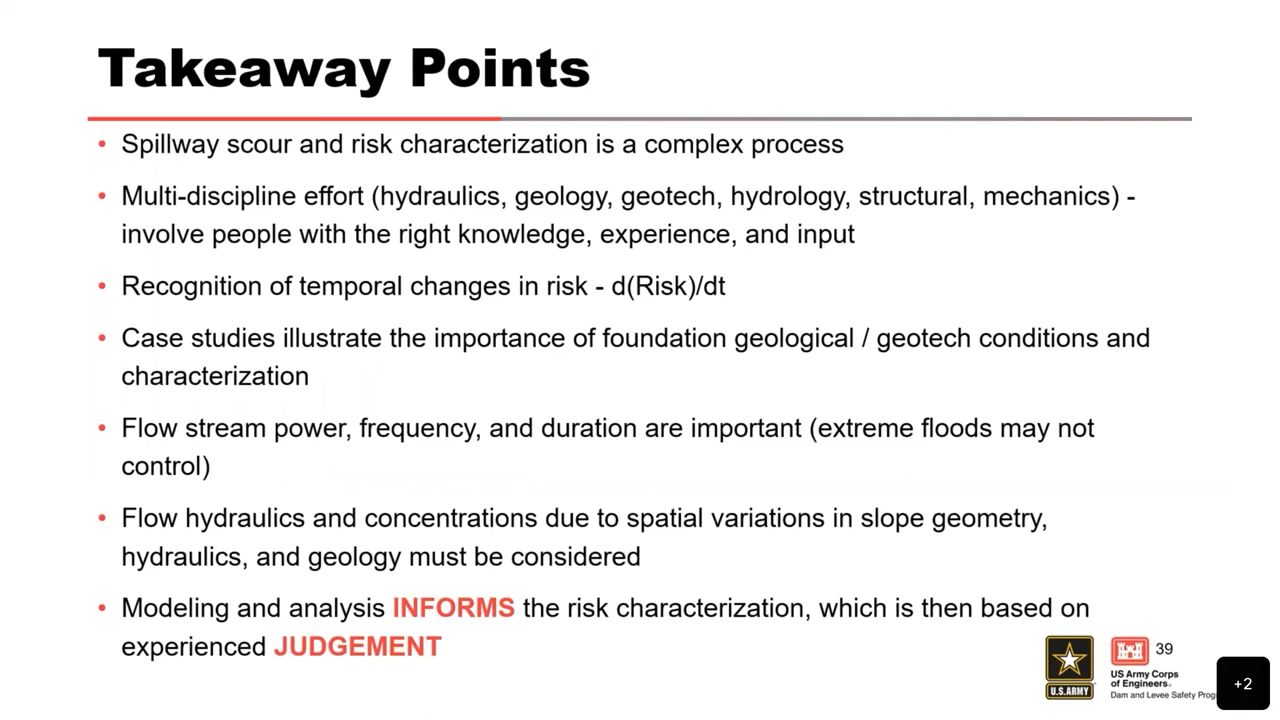 Takeaway Points
• Spillway scour and risk characterization is a complex process
• Multi-discipline effort (hydraulics, geology, geotech, hydrology, structural, mechanics) -
involve people with the right knowledge, experience, and input
• Recognition of temporal changes in risk - d(Risk)/dt
• Case studies illustrate the importance of foundation geological / geotech conditions and
characterization
• Flow stream power, frequency, and duration are important (extreme floods may not
control)
• Flow hydraulics and concentrations due to spatial variations in slope geometry,
hydraulics, and geology must be considered
• Modeling and analysis INFORMS the risk characterization, which is then based on
experienced JUDGEMENT
U.S.ARMY
39
US Army Corps
of Engineers®
Dam and Levee Safety
+2